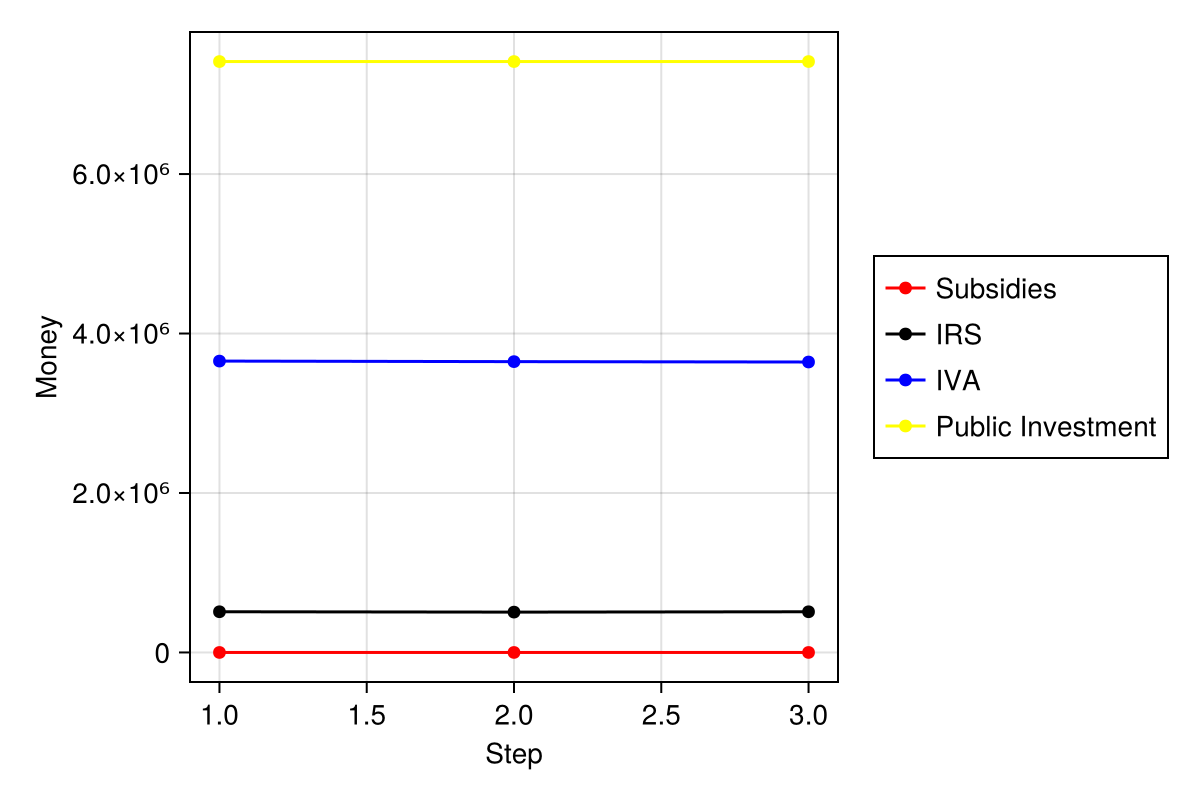 6.0×10⁶
4.0×10⁶
2.0×10⁶
0
Money
1.0 1.5 2.0 2.5 3.0
Step
Subsidies
IRS
IVA
Public Investment